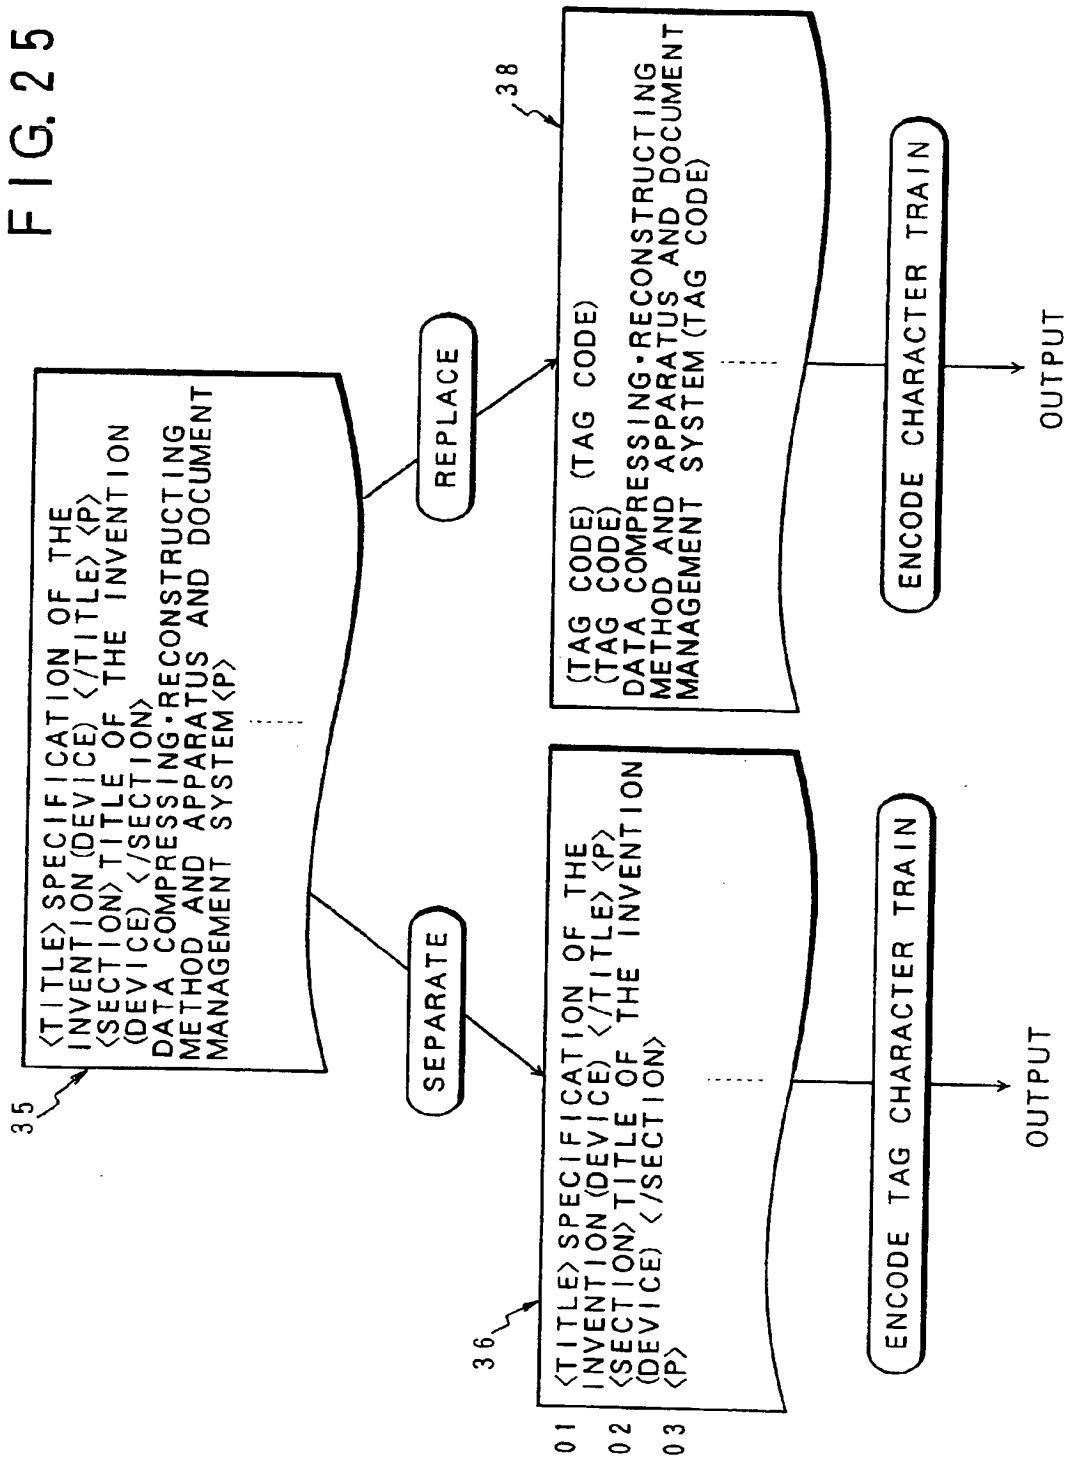 FIG. 25
35
<TITLE>SPECIFICATION OF THE
INVENTION(DEVICE)</TITLE><P>
<SECTION>TITLE OF THE INVENTION
(DEVICE)</SECTION>
DATA COMPRESSING·RECONSTRUCTING
METHOD AND APPARATUS AND DOCUMENT
MANAGEMENT SYSTEM<P>
SEPARATE
REPLACE
36
01 <TITLE>SPECIFICATION OF THE
INVENTION(DEVICE)</TITLE><P>
02 <SECTION>TITLE OF THE INVENTION
(DEVICE)</SECTION>
03 <P>
ENCODE TAG CHARACTER TRAIN
OUTPUT
38
(TAG CODE)(TAG CODE)
(TAG CODE)
DATA COMPRESSING·RECONSTRUCTING
METHOD AND APPARATUS AND DOCUMENT
MANAGEMENT SYSTEM(TAG CODE)
ENCODE CHARACTER TRAIN
OUTPUT